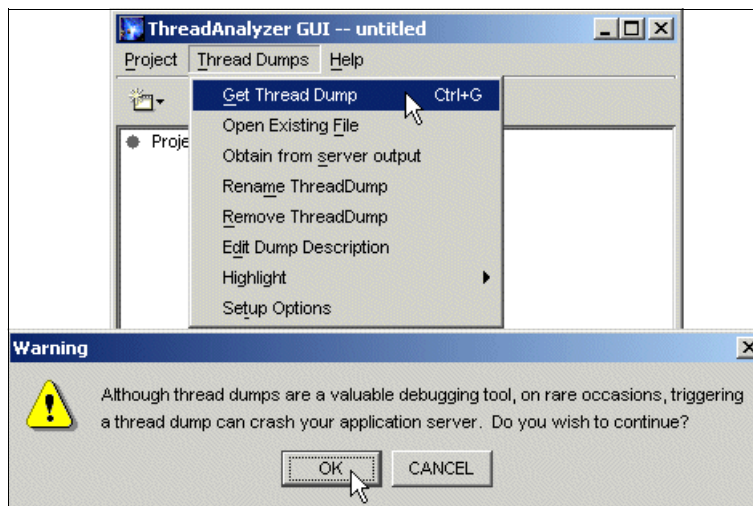 ThreadAnalyzer GUI -- untitled
Project Thread Dumps Help
Get Thread Dump Ctrl+G
Open Existing File
Proje
Obtain from server output
Rename ThreadDump
Remove ThreadDump
Edit Dump Description
Highlight
Setup Options
Warning
Although thread dumps are a valuable debugging tool, on rare occasions, triggering
a thread dump can crash your application server. Do you wish to continue?
OK CANCEL